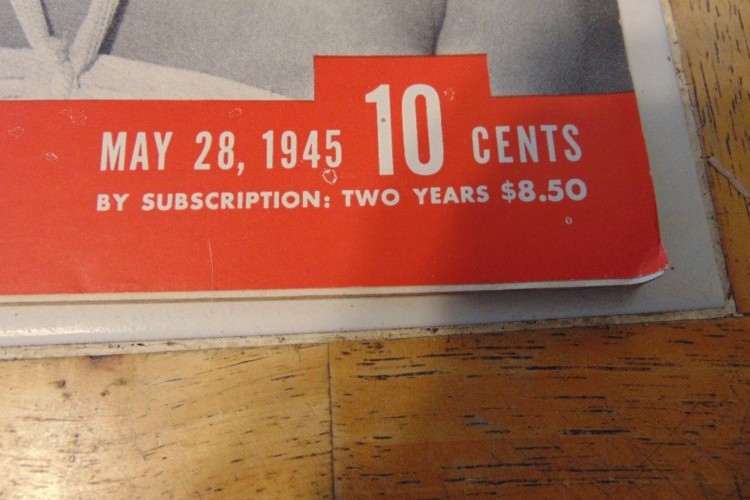 MAY 28, 1945 10 CENTS
BY SUBSCRIPTION: TWO YEARS $8.50